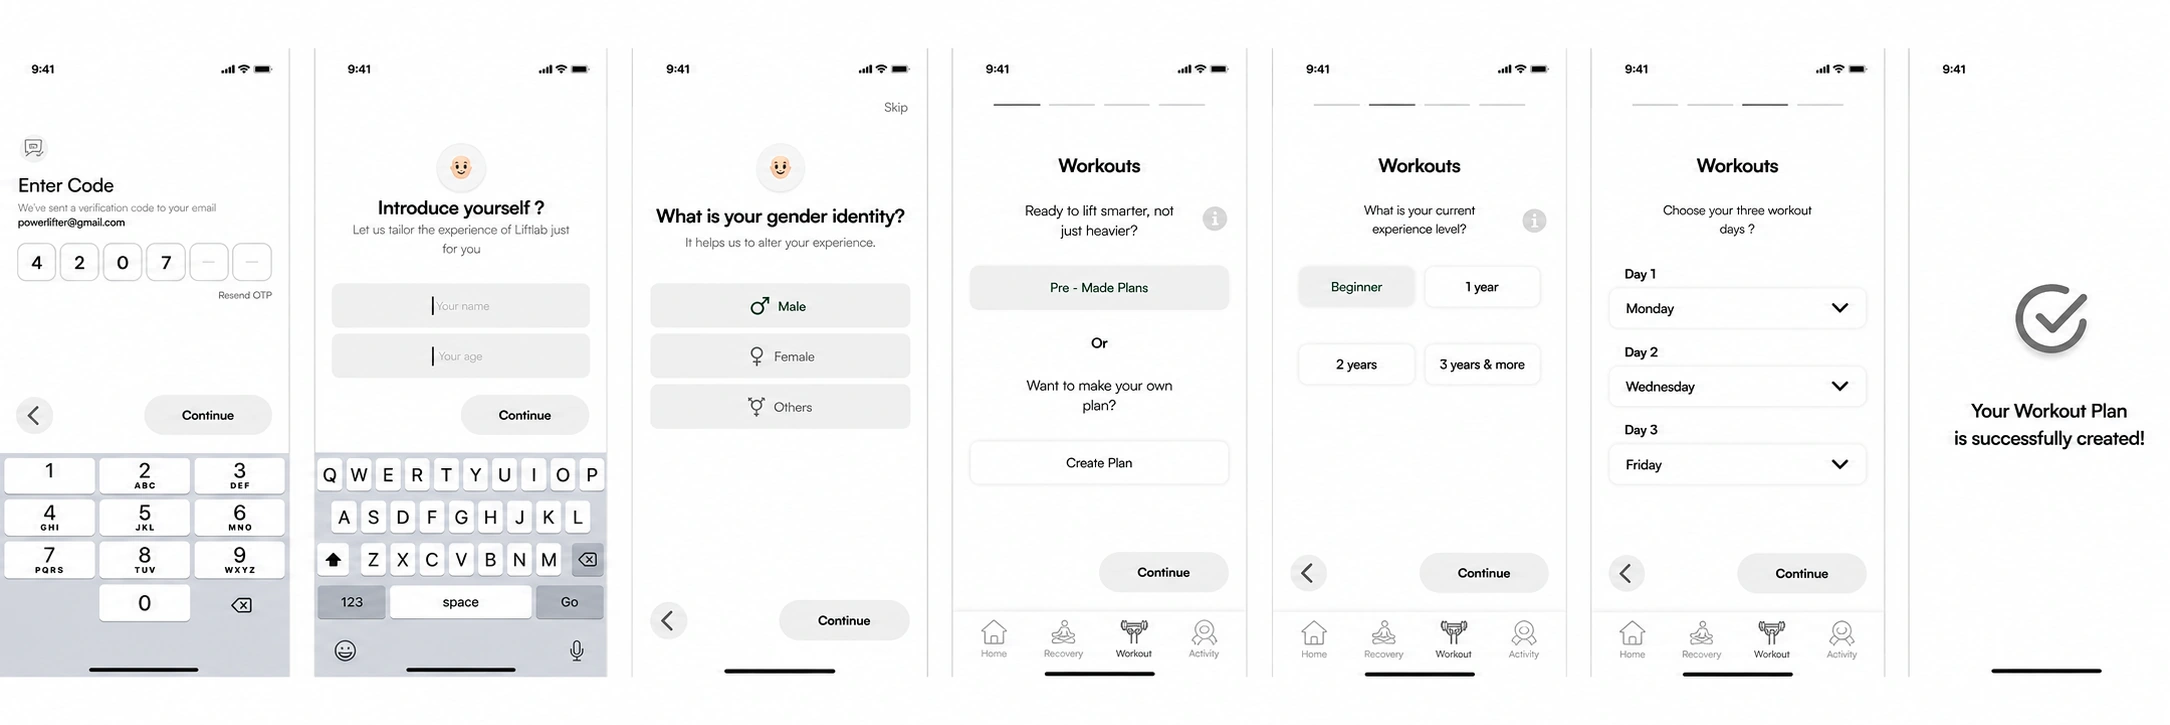 9:41
Enter Code
We've sent a verification code to your email
powerlifter@gmail.com
4 2 0 7 — —
Resend OTP
Continue
1
2
ABC
3
DEF
4
GHI
5
JKL
6
MNO
7
PQRS
8
TUV
9
WXYZ
0
9:41
Introduce yourself ?
Let us tailor the experience of Liftlab just
for you
Your name
Your age
Continue
Q W E R T Y U I O P
A S D F G H J K L
Z X C V B N M
123
space
Go
9:41
Skip
What is your gender identity?
It helps us to alter your experience.
Male
Female
Others
Continue
9:41
Workouts
Ready to lift smarter, not
just heavier?
i
Pre - Made Plans
Or
Want to make your own
plan?
Create Plan
Continue
Home
Recovery
Workout
Activity
9:41
Workouts
What is your current
experience level?
i
Beginner
1 year
2 years
3 years & more
Continue
Home
Recovery
Workout
Activity
9:41
Workouts
Choose your three workout
days ?
Day 1
Monday
Day 2
Wednesday
Day 3
Friday
Continue
Home
Recovery
Workout
Activity
9:41
Your Workout Plan
is successfully created!